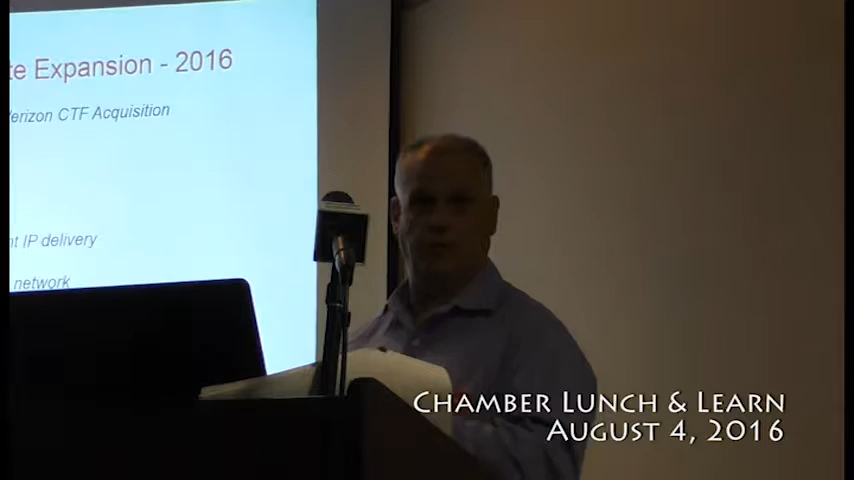 te Expansion - 2016
erizon CTF Acquisition
nt IP delivery
network
CHAMBER LUNCH & LEARN
AUGUST 4, 2016